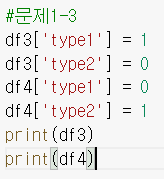 #문제1-3
df3['type1'] = 1
df3['type2'] = 0
df4['type1'] = 0
df4['type2'] = 1
print(df3)
print(df4)